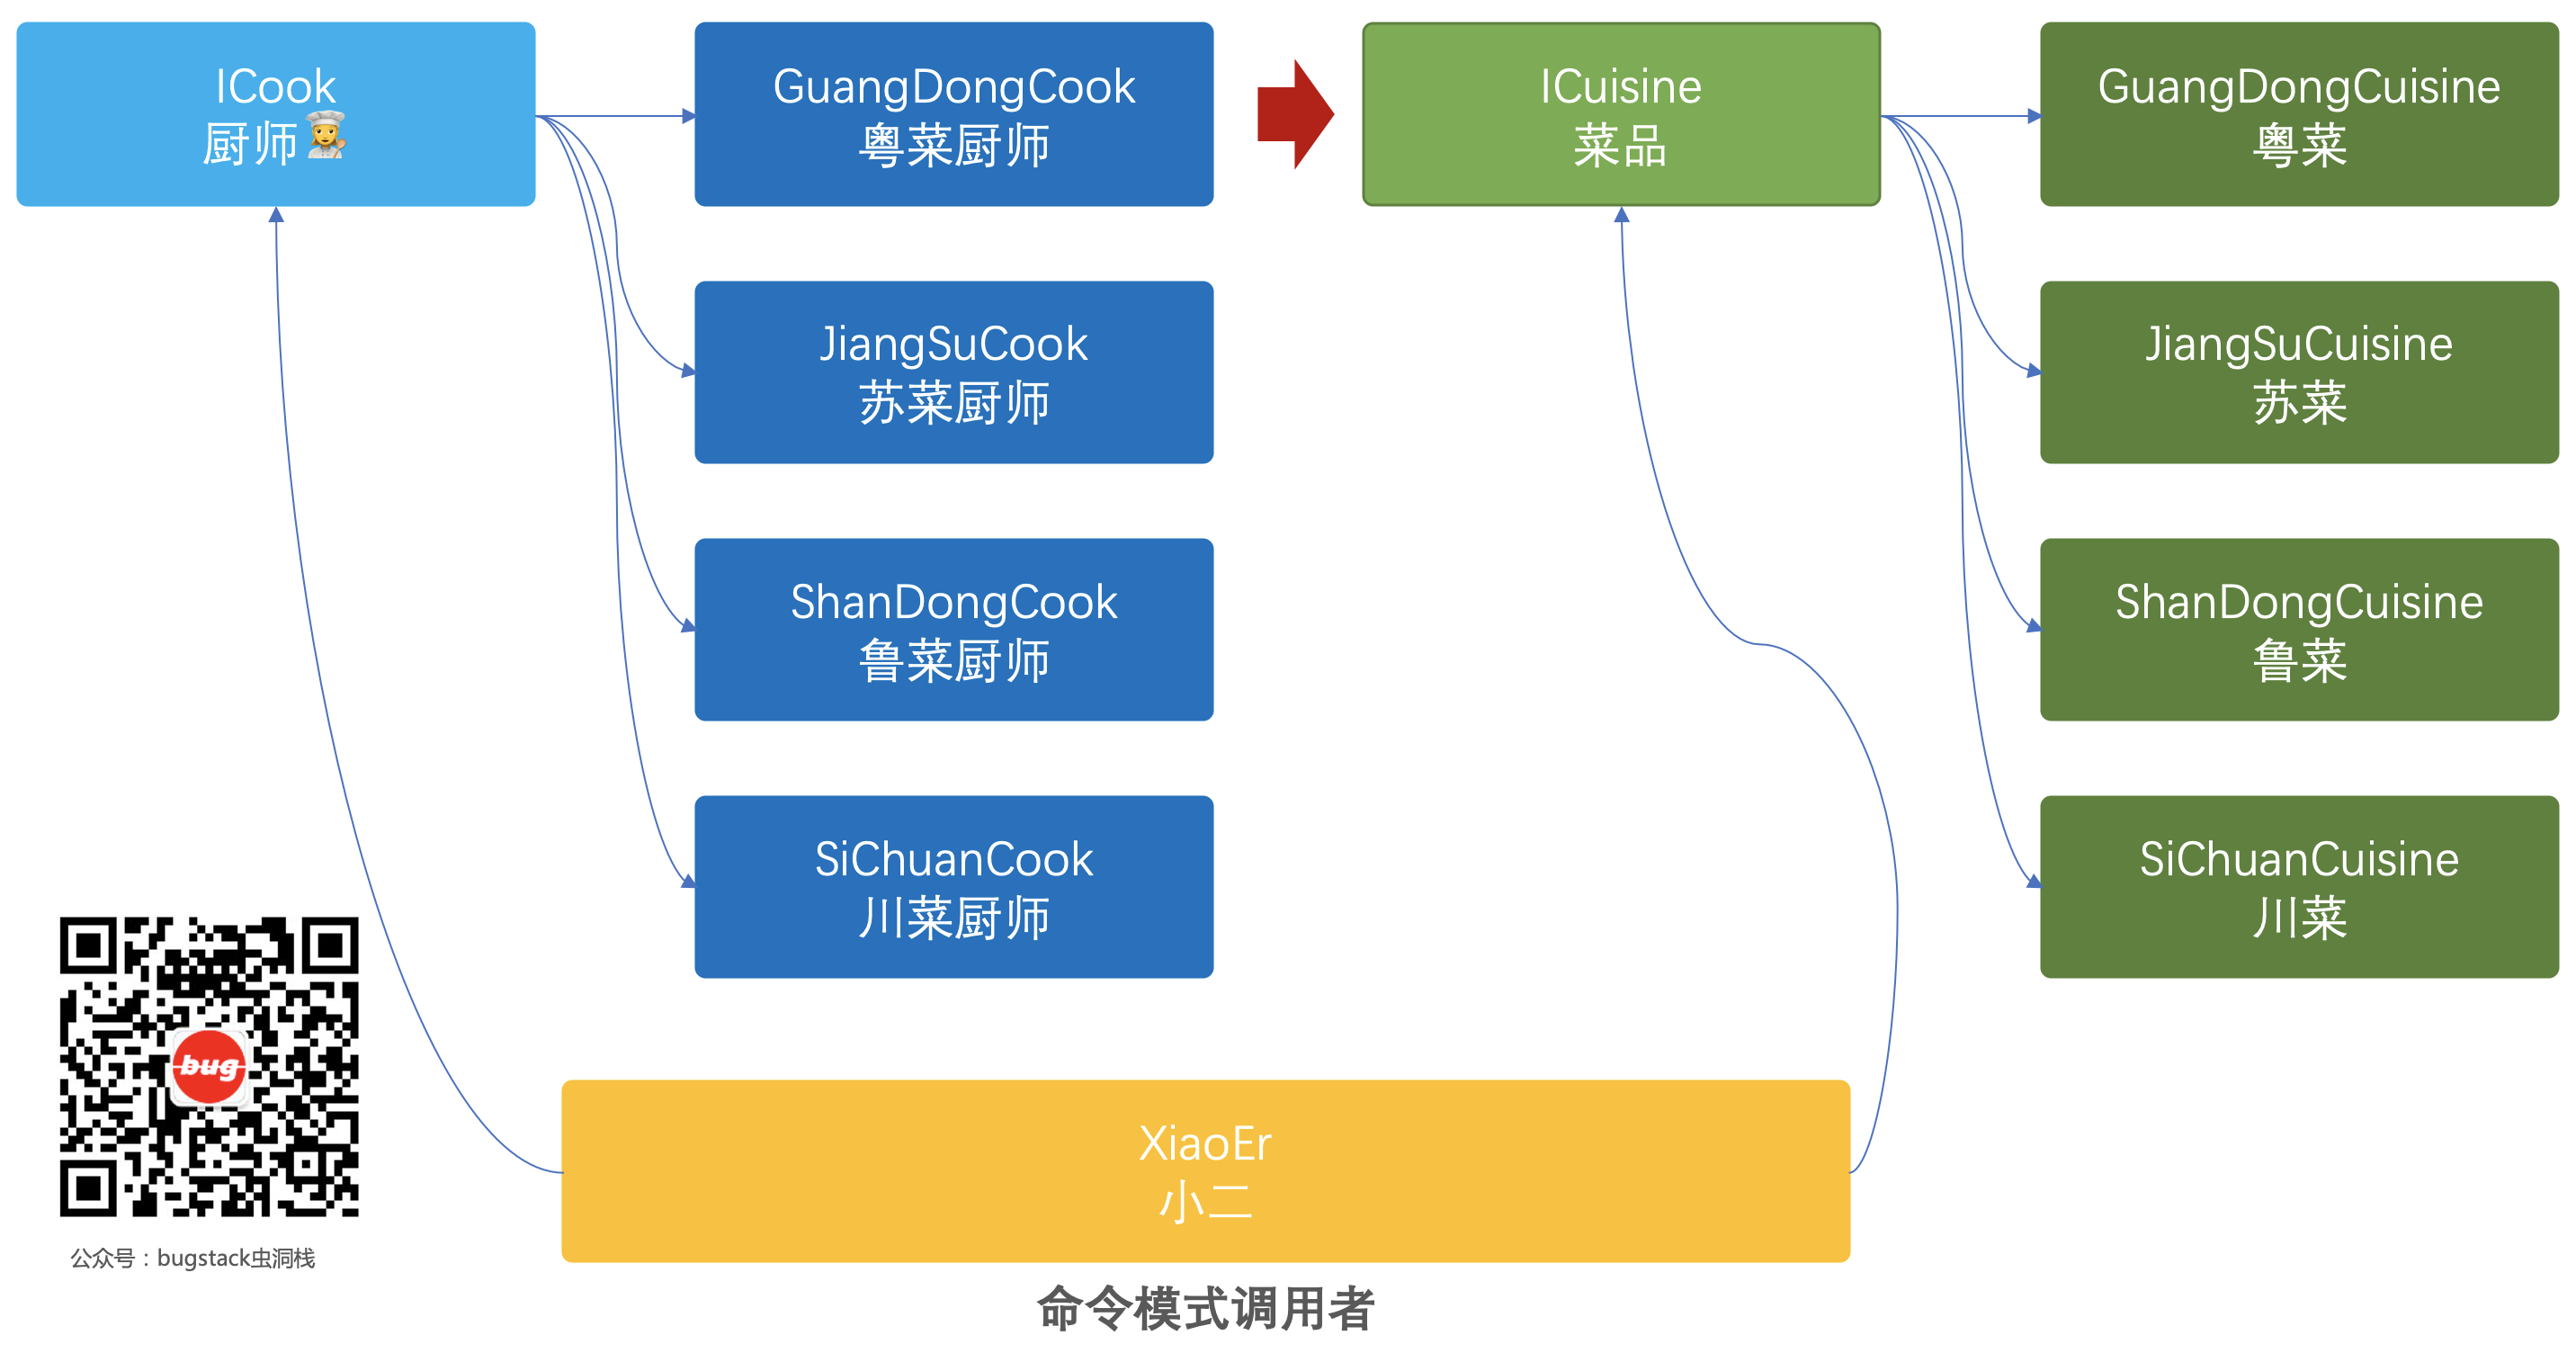 ICook
厨师
GuangDongCook
粤菜厨师
ICuisine
菜品
GuangDongCuisine
粤菜
JiangSuCook
苏菜厨师
JiangSuCuisine
苏菜
ShanDongCook
鲁菜厨师
ShanDongCuisine
鲁菜
SiChuanCook
川菜厨师
SiChuanCuisine
川菜
bug
公众号：bugstack虫洞栈
XiaoEr
小二
命令模式调用者